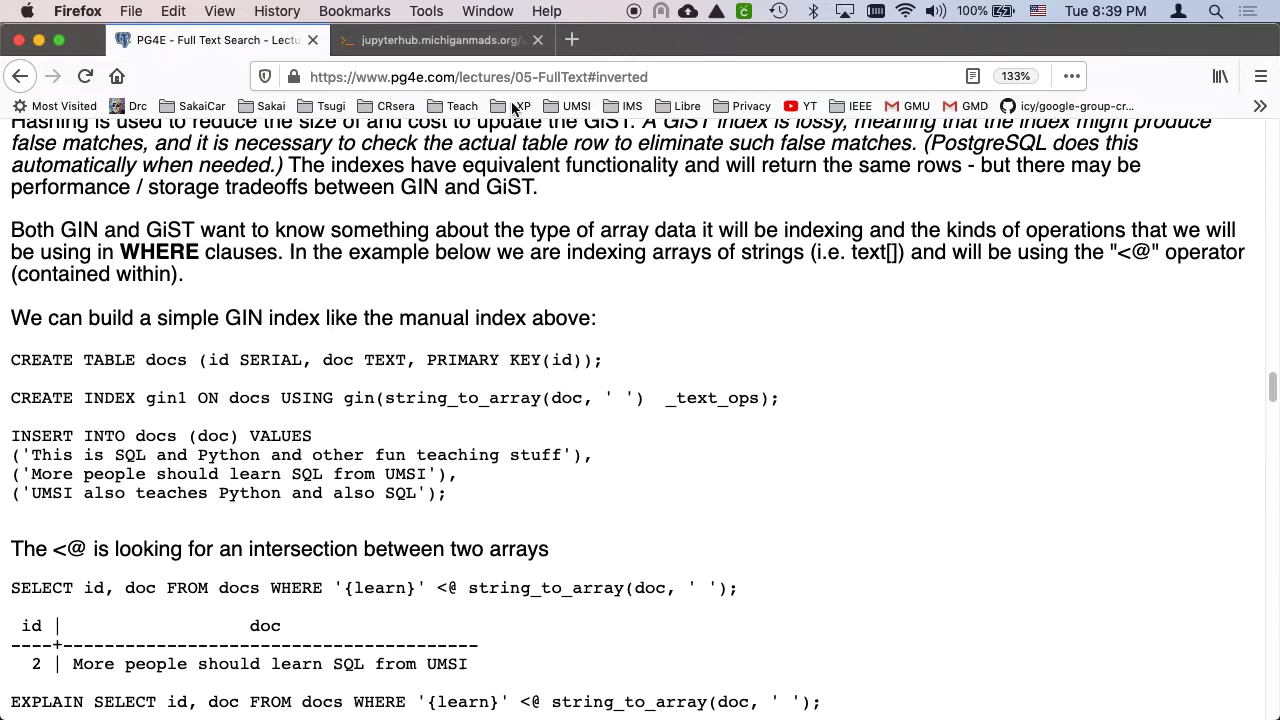 Firefox File Edit View History Bookmarks Tools Window Help 100% Tue 8:39 PM
PG4E - Full Text Search - Lectu
jupyterhub.michiganmads.org/
https://www.pg4e.com/lectures/05-FullText#inverted 133%
Most Visited Drc SakaiCar Sakai Tsugi CRsera Teach XP UMSI IMS Libre Privacy YT IEEE GMU GMD icy/google-group-cr...
Hashing is used to reduce the size of and cost to update the GiST. A GiST index is lossy, meaning that the index might produce
false matches, and it is necessary to check the actual table row to eliminate such false matches. (PostgreSQL does this
automatically when needed.) The indexes have equivalent functionality and will return the same rows - but there may be
performance / storage tradeoffs between GIN and GiST.
Both GIN and GiST want to know something about the type of array data it will be indexing and the kinds of operations that we will
be using in WHERE clauses. In the example below we are indexing arrays of strings (i.e. text[]) and will be using the "<@" operator
(contained within).
We can build a simple GIN index like the manual index above:
CREATE TABLE docs (id SERIAL, doc TEXT, PRIMARY KEY(id));
CREATE INDEX gin1 ON docs USING gin(string_to_array(doc, ' ')  _text_ops);
INSERT INTO docs (doc) VALUES
('This is SQL and Python and other fun teaching stuff'),
('More people should learn SQL from UMSI'),
('UMSI also teaches Python and also SQL');
The <@ is looking for an intersection between two arrays
SELECT id, doc FROM docs WHERE '{learn}' <@ string_to_array(doc, ' ');
id | doc
----+----------------------------------------
2 | More people should learn SQL from UMSI
EXPLAIN SELECT id, doc FROM docs WHERE '{learn}' <@ string_to_array(doc, ' ');